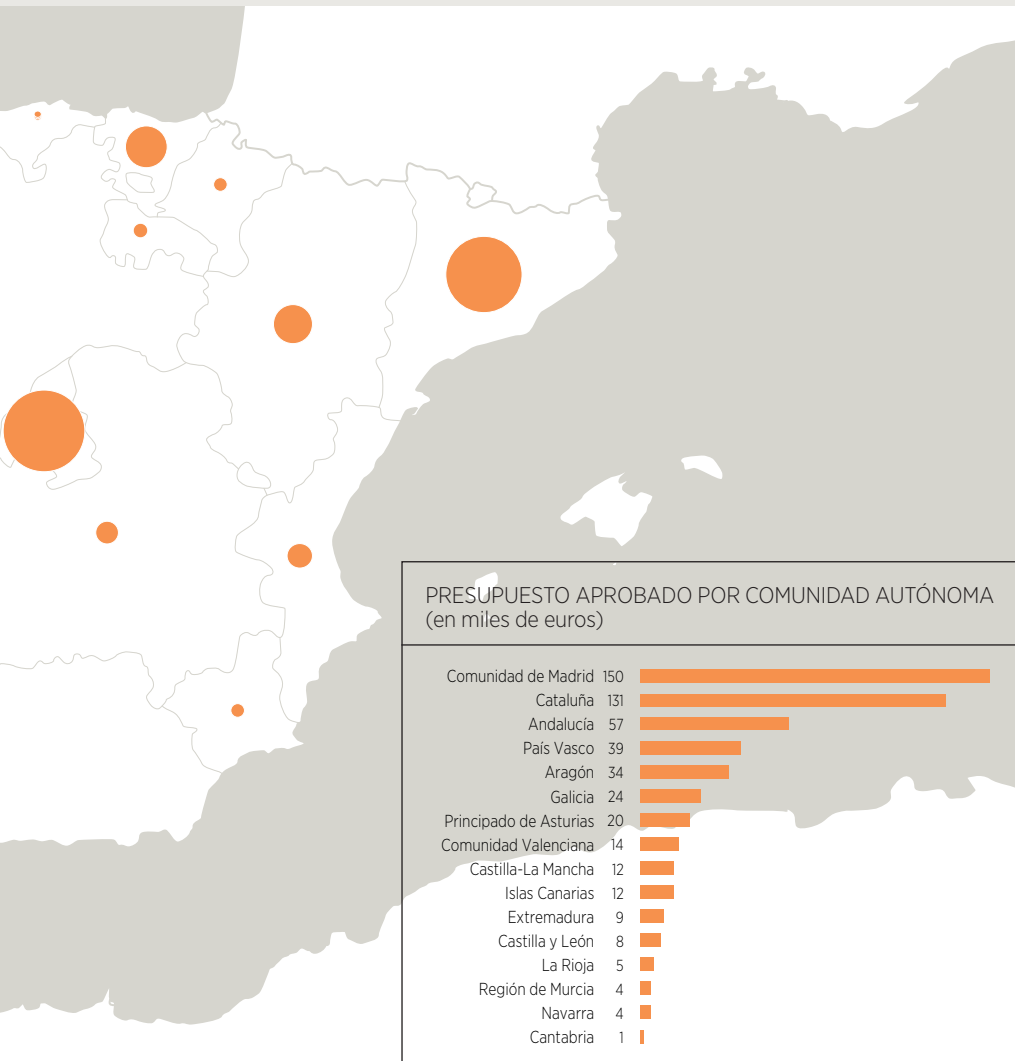 PRESUPUESTO APROBADO POR COMUNIDAD AUTÓNOMA
(en miles de euros)
Comunidad de Madrid 150
Cataluña 131
Andalucía 57
País Vasco 39
Aragón 34
Galicia 24
Principado de Asturias 20
Comunidad Valenciana 14
Castilla-La Mancha 12
Islas Canarias 12
Extremadura 9
Castilla y León 8
La Rioja 5
Región de Murcia 4
Navarra 4
Cantabria 1